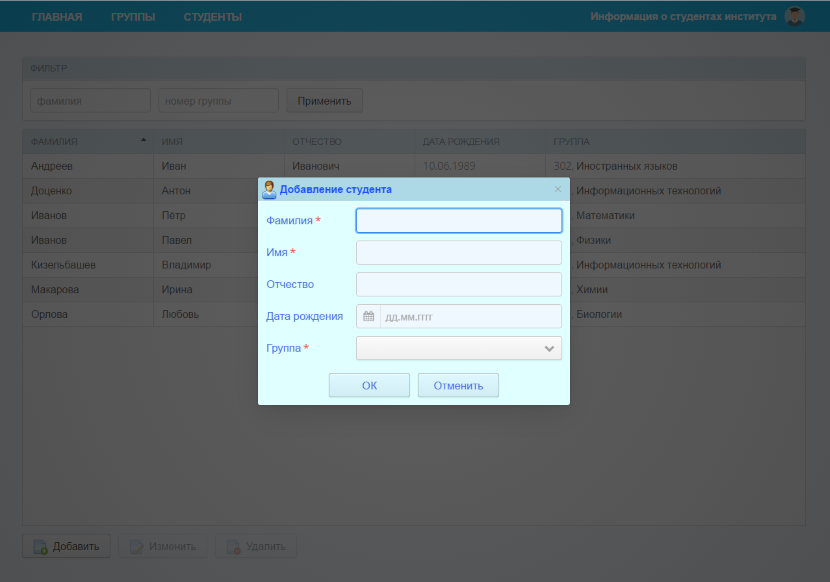 ГЛАВНАЯ ГРУППЫ СТУДЕНТЫ Информация о студентах института
ФИЛЬТР
фамилия номер группы Применить
ФАМИЛИЯ ИМЯ ОТЧЕСТВО ДАТА РОЖДЕНИЯ ГРУППА
Андреев Иван Иванович 10.06.1989 302, Иностранных языков
Доценко Антон Информационных технологий
Иванов Пётр Математики
Иванов Павел Физики
Кизельбашев Владимир Информационных технологий
Макарова Ирина Химии
Орлова Любовь Биологии
Добавление студента ×
Фамилия *
Имя *
Отчество
Дата рождения дд.мм.гггг
Группа *
ОК Отменить
Добавить Изменить Удалить